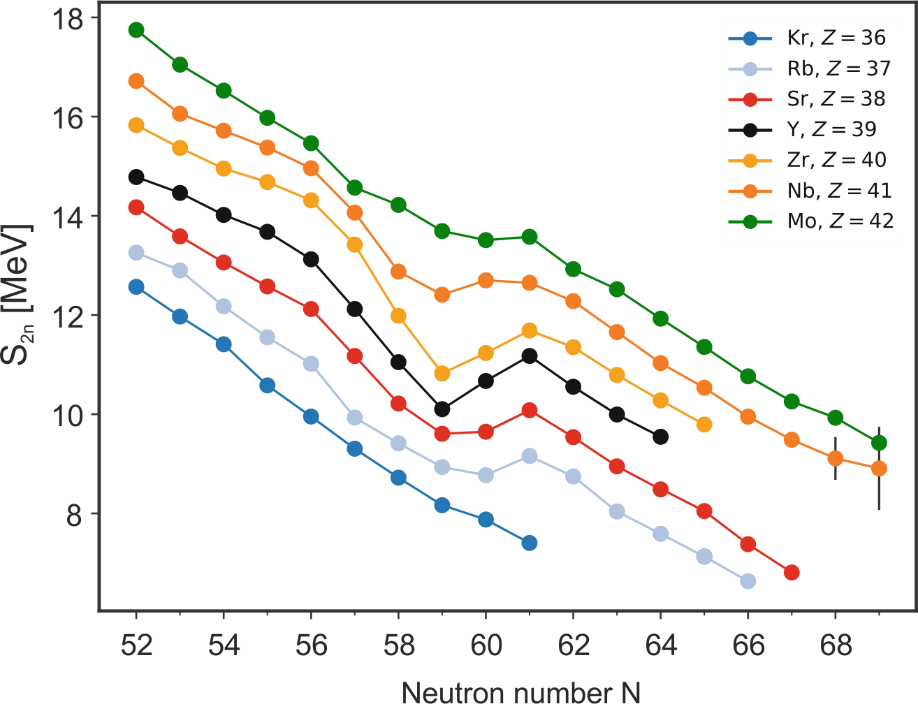 18
16
14
12
10
8
S2n [MeV]
Kr, Z = 36
Rb, Z = 37
Sr, Z = 38
Y, Z = 39
Zr, Z = 40
Nb, Z = 41
Mo, Z = 42
52 54 56 58 60 62 64 66 68
Neutron number N